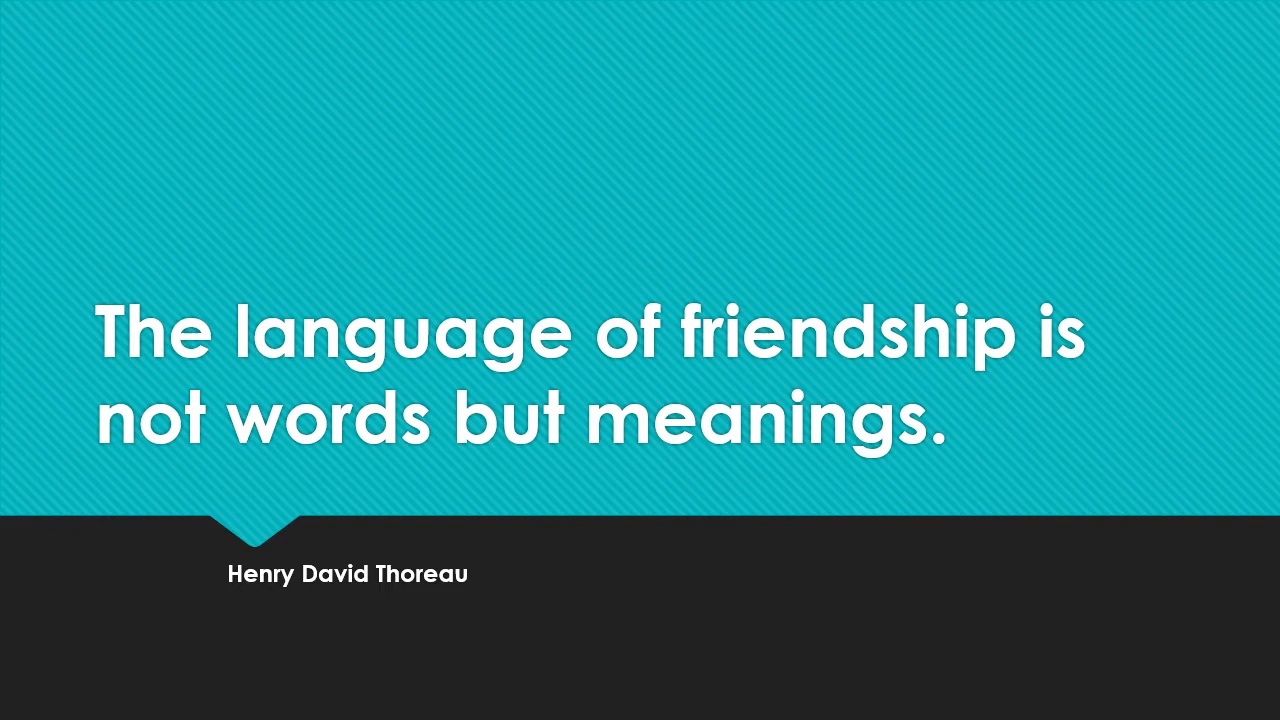 The language of friendship is
not words but meanings.
Henry David Thoreau